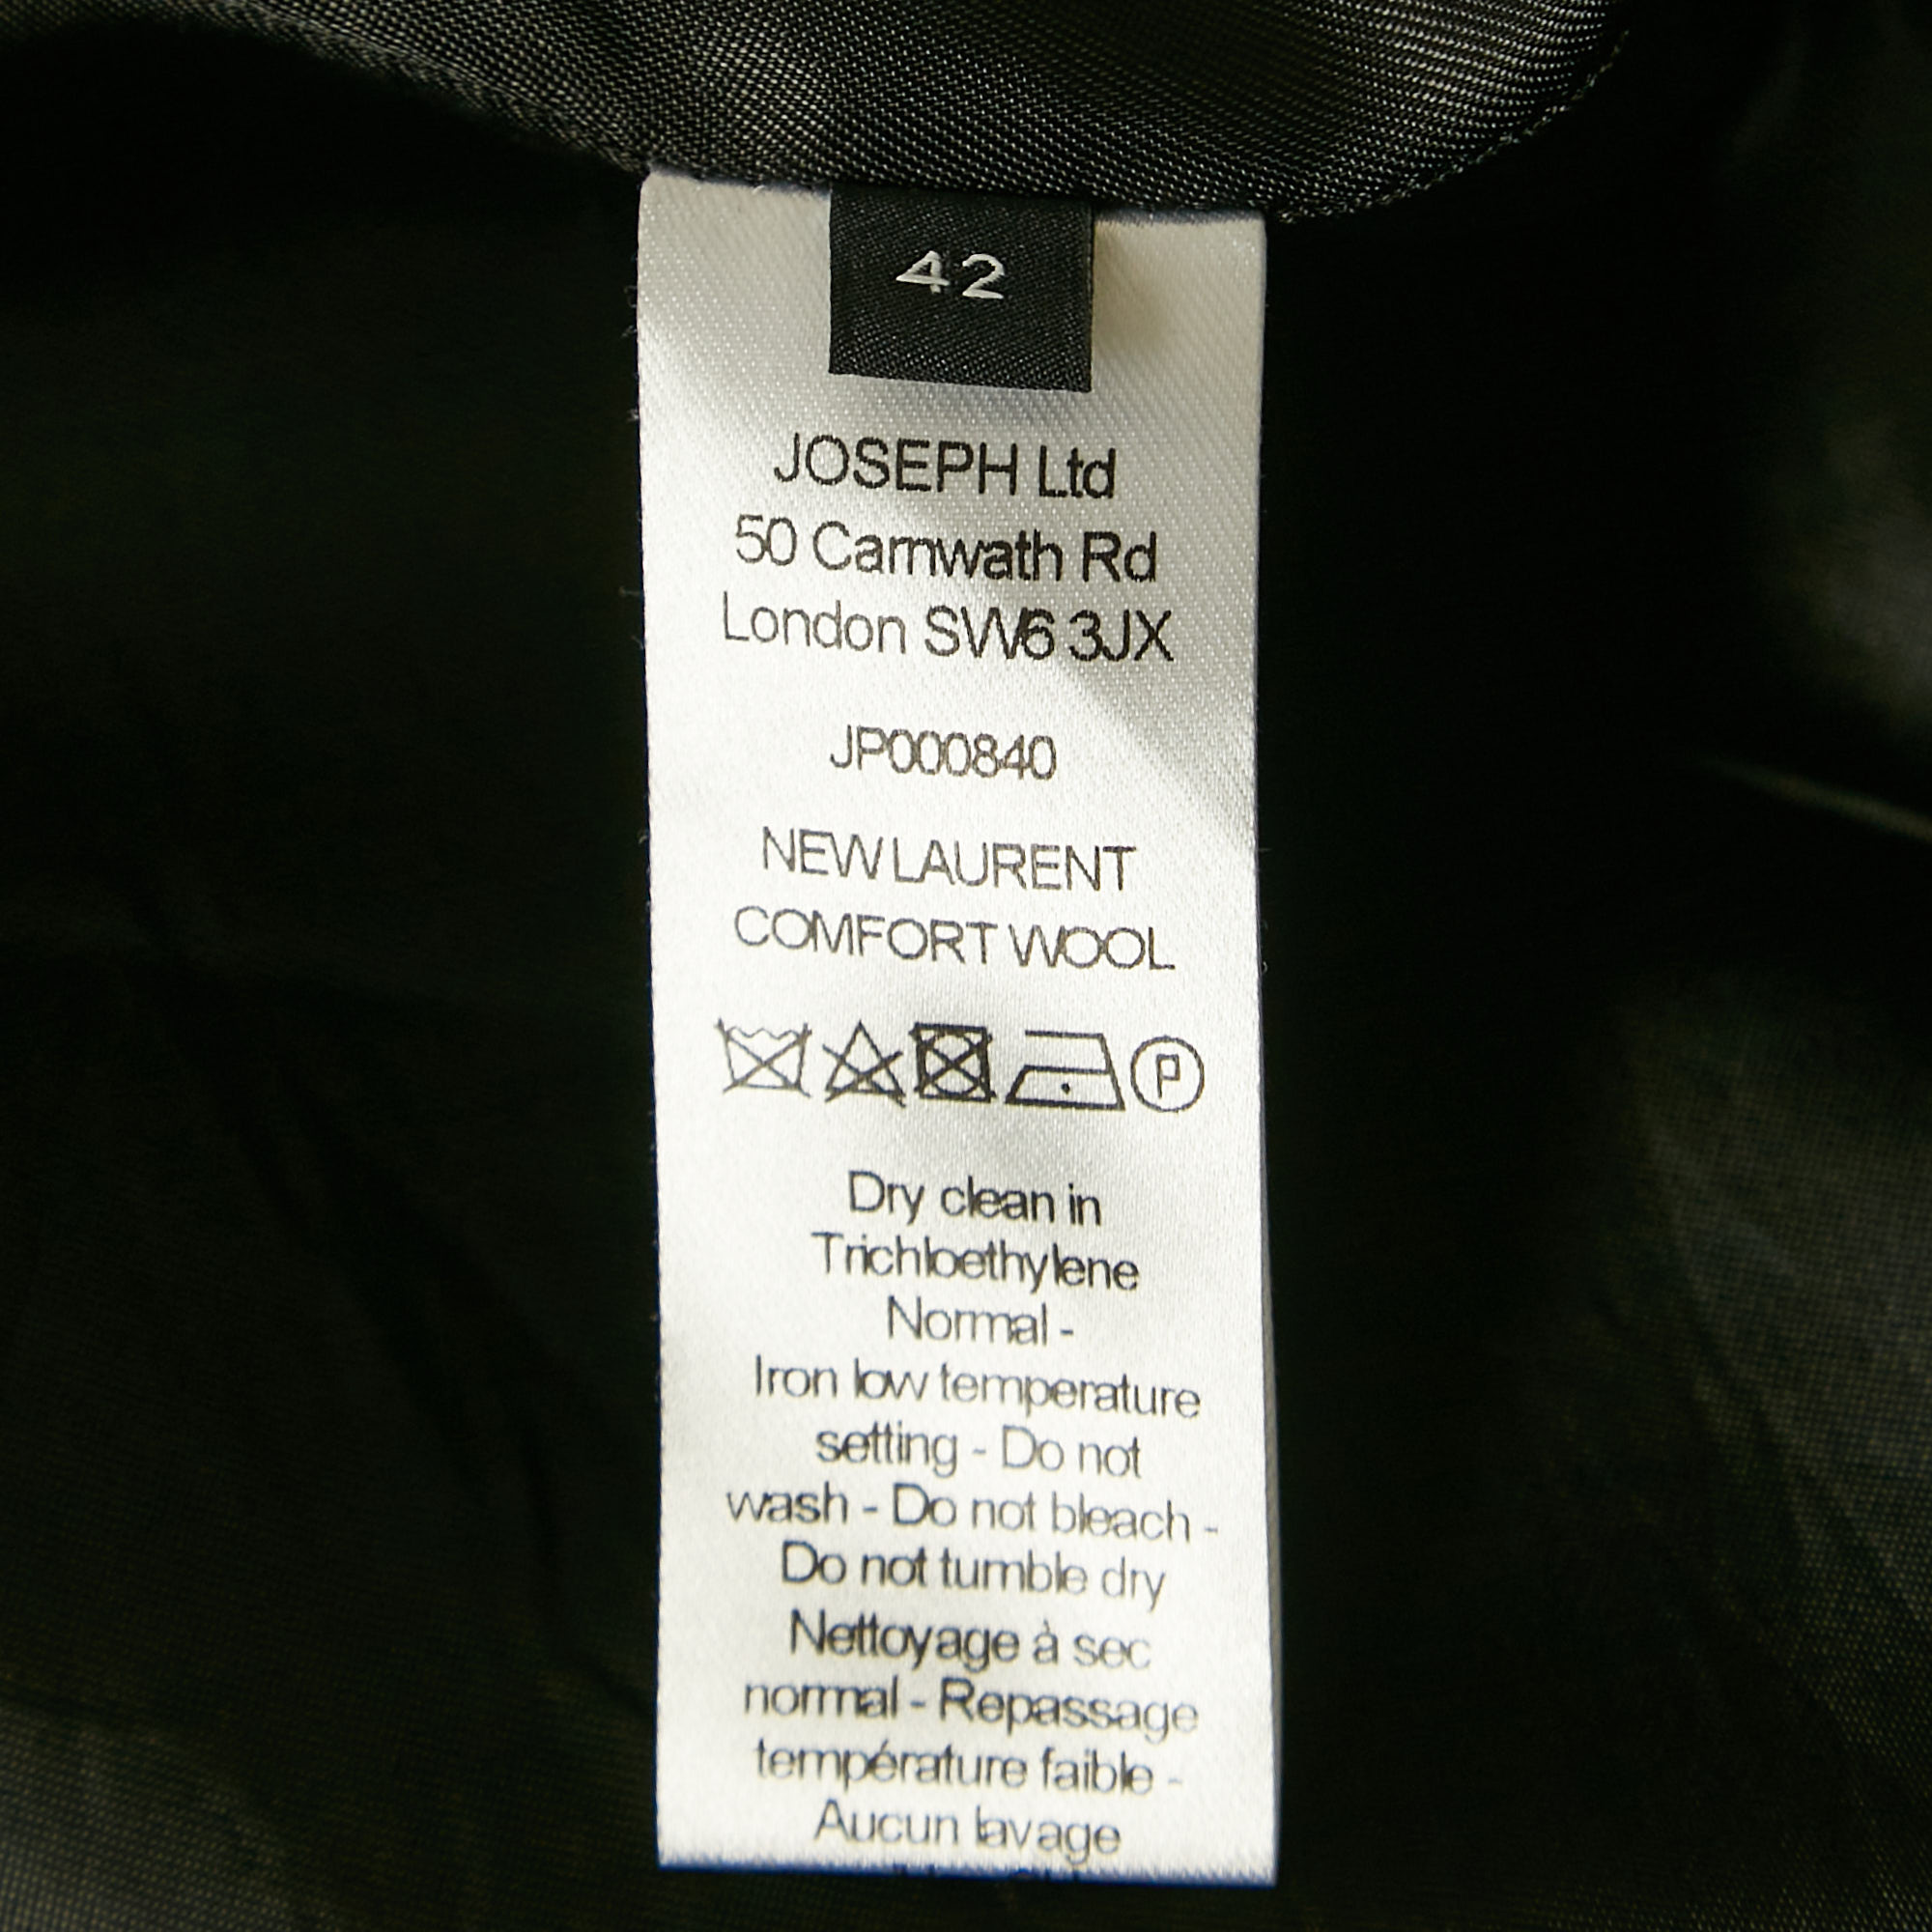 42
JOSEPH Ltd
50 Carnwath Rd
London SW6 3JX
JP000840
NEW LAURENT
COMFORT WOOL
P
Dry clean in
Trichloethylene
Normal -
Iron low temperature
setting - Do not
wash - Do not bleach -
Do not tumble dry
Nettoyage à sec
normal - Repassage
température faible -
Aucun lavage